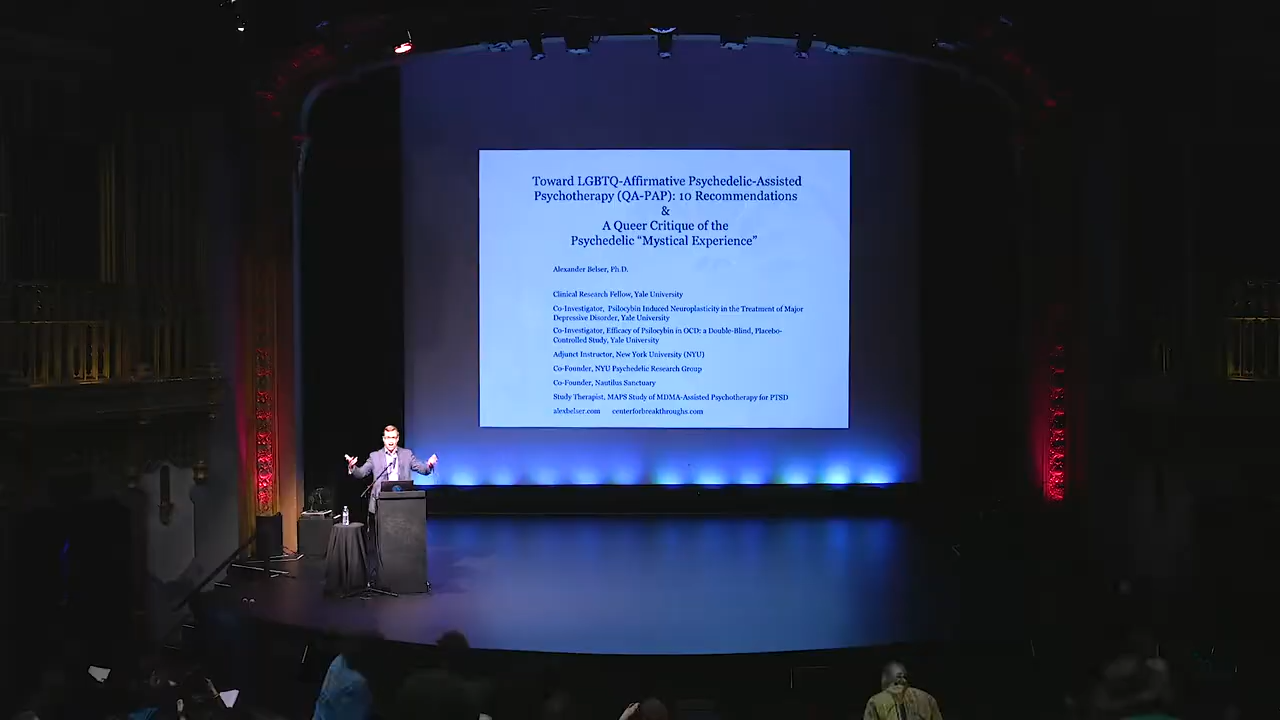 Toward LGBTQ-Affirmative Psychedelic-Assisted
Psychotherapy (QA-PAP): 10 Recommendations
&
A Queer Critique of the
Psychedelic “Mystical Experience”
Alexander Belser, Ph.D.
Clinical Research Fellow, Yale University
Co-Investigator, Psilocybin Induced Neuroplasticity in the Treatment of Major
Depressive Disorder, Yale University
Co-Investigator, Efficacy of Psilocybin in OCD: a Double-Blind, Placebo-
Controlled Study, Yale University
Adjunct Instructor, New York University (NYU)
Co-Founder, NYU Psychedelic Research Group
Co-Founder, Nautilus Sanctuary
Study Therapist, MAPS Study of MDMA-Assisted Psychotherapy for PTSD
alexbelser.com centerforbreakthroughs.com